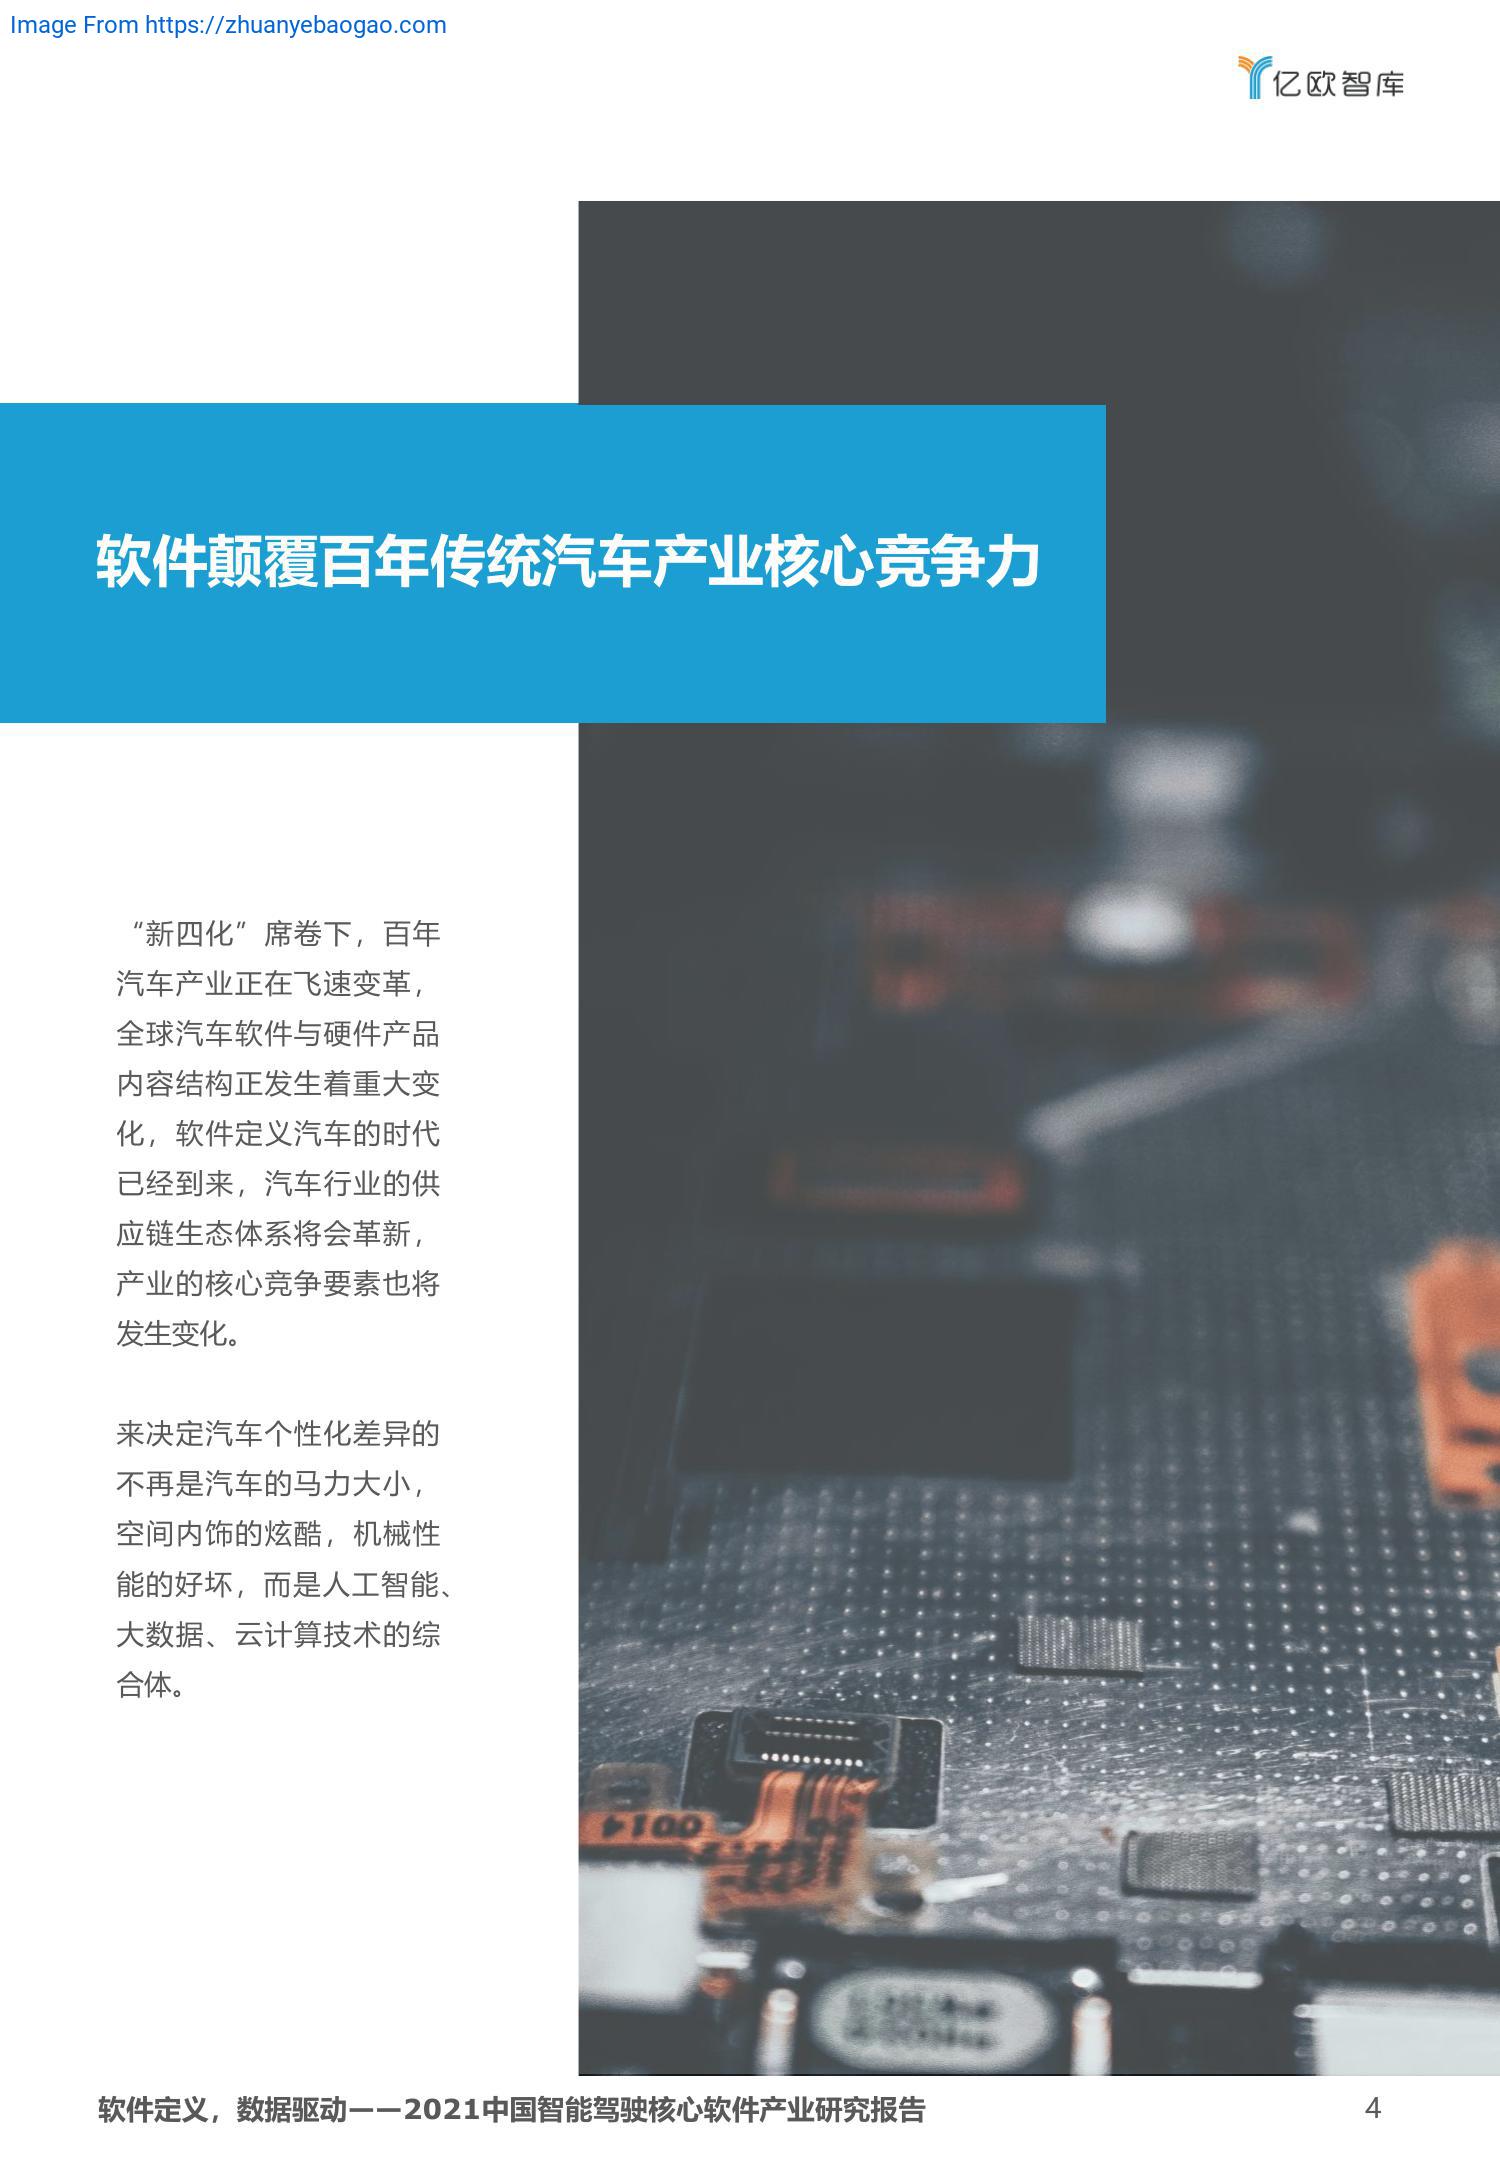 Image From https://zhuanyebaogao.com
亿欧智库
软件颠覆百年传统汽车产业核心竞争力
“新四化”席卷下，百年
汽车产业正在飞速变革，
全球汽车软件与硬件产品
内容结构正发生着重大变
化，软件定义汽车的时代
已经到来，汽车行业的供
应链生态体系将会革新，
产业的核心竞争要素也将
发生变化。
来决定汽车个性化差异的
不再是汽车的马力大小，
空间内饰的炫酷，机械性
能的好坏，而是人工智能、
大数据、云计算技术的综
合体。
软件定义，数据驱动——2021中国智能驾驶核心软件产业研究报告
4